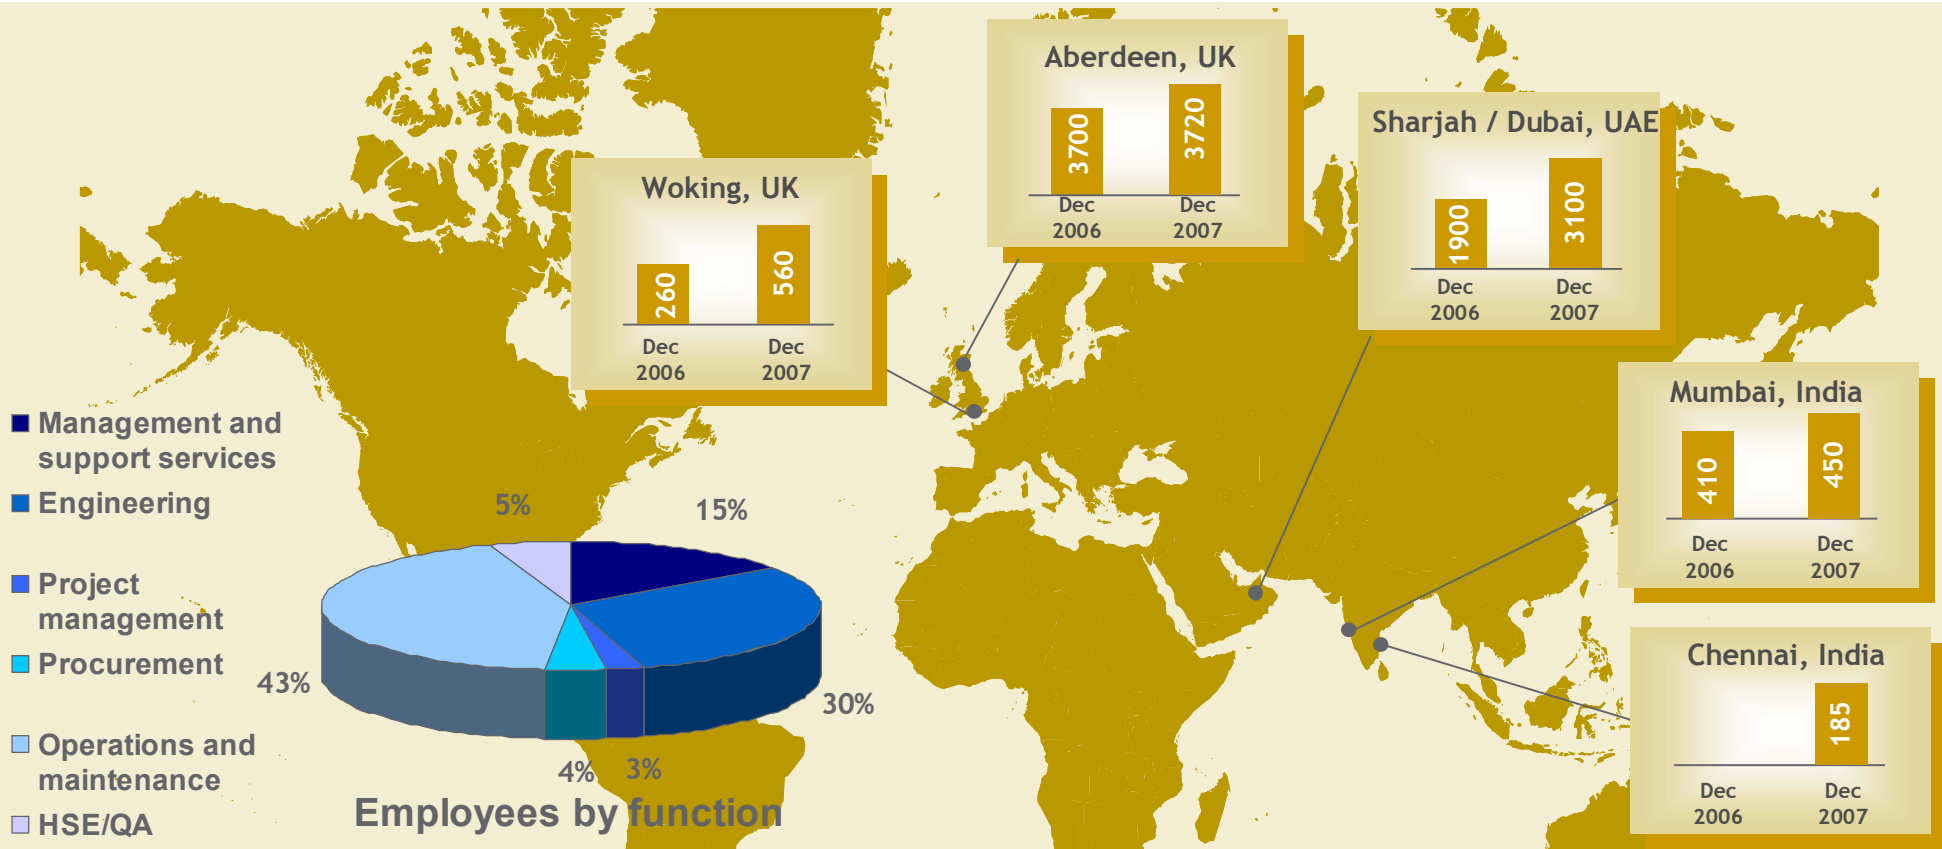 Aberdeen, UK
3700
3720
Dec
2006
Dec
2007
Sharjah / Dubai, UAE
1900
3100
Dec
2006
Dec
2007
Woking, UK
260
560
Dec
2006
Dec
2007
Mumbai, India
410
450
Dec
2006
Dec
2007
Chennai, India
185
Dec
2006
Dec
2007
Management and
support services
Engineering
Project
management
Procurement
Operations and
maintenance
HSE/QA
5%
15%
43%
30%
4%
3%
Employees by function